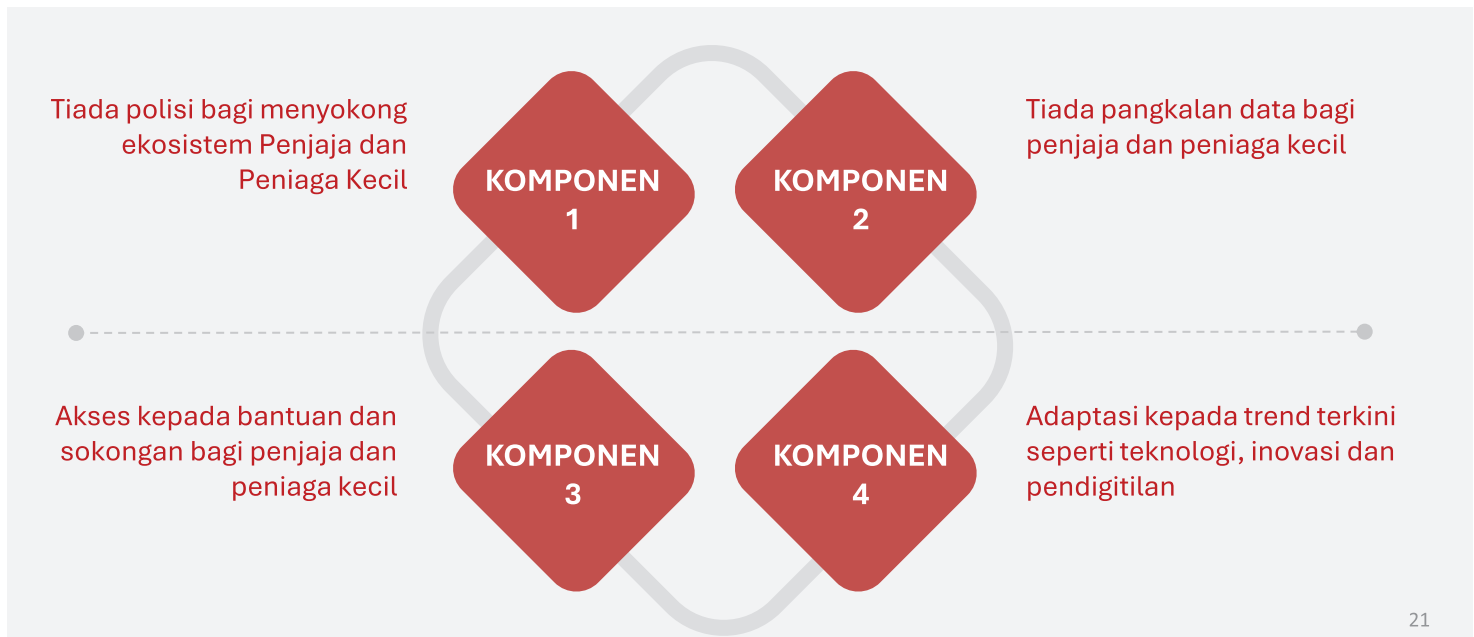 Tiada polisi bagi menyokong
ekosistem Penjaja dan
Peniaga Kecil
KOMPONEN
1
KOMPONEN
2
Tiada pangkalan data bagi
penjaja dan peniaga kecil
Akses kepada bantuan dan
sokongan bagi penjaja dan
peniaga kecil
KOMPONEN
3
KOMPONEN
4
Adaptasi kepada trend terkini
seperti teknologi, inovasi dan
pendigitilan
21